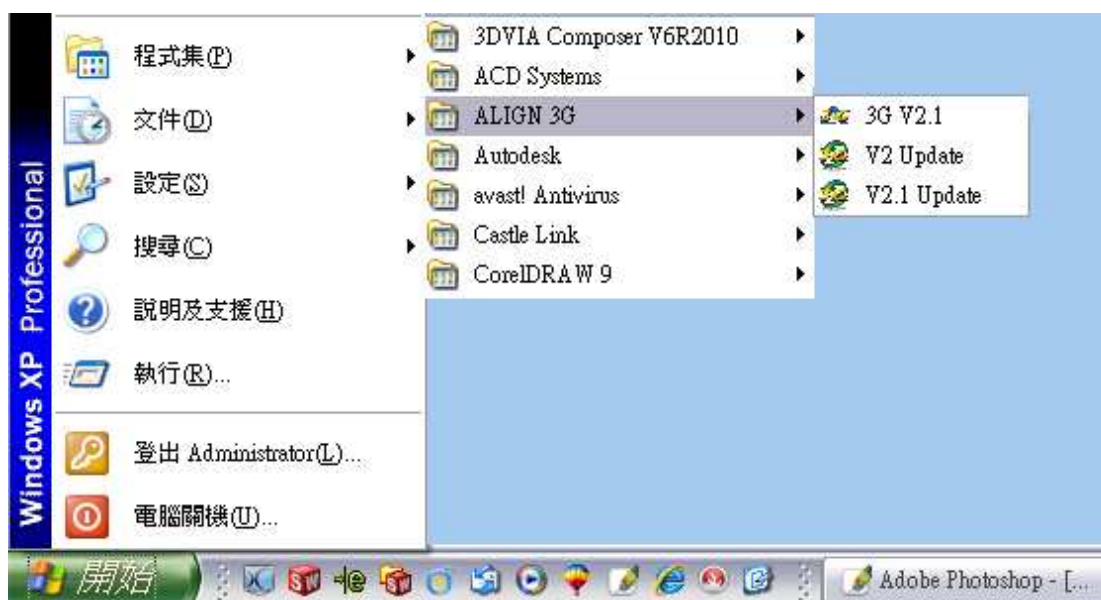 Windows XP Professional
程式集(P)
文件(D)
設定(S)
搜尋(C)
說明及支援(H)
執行(R)...
登出 Administrator(L)...
電腦關機(U)...
3DVIA Composer V6R2010
ACD Systems
ALIGN 3G
Autodesk
avast! Antivirus
Castle Link
CorelDRAW 9
3G V2.1
V2 Update
V2.1 Update
開始
Adobe Photoshop - [...